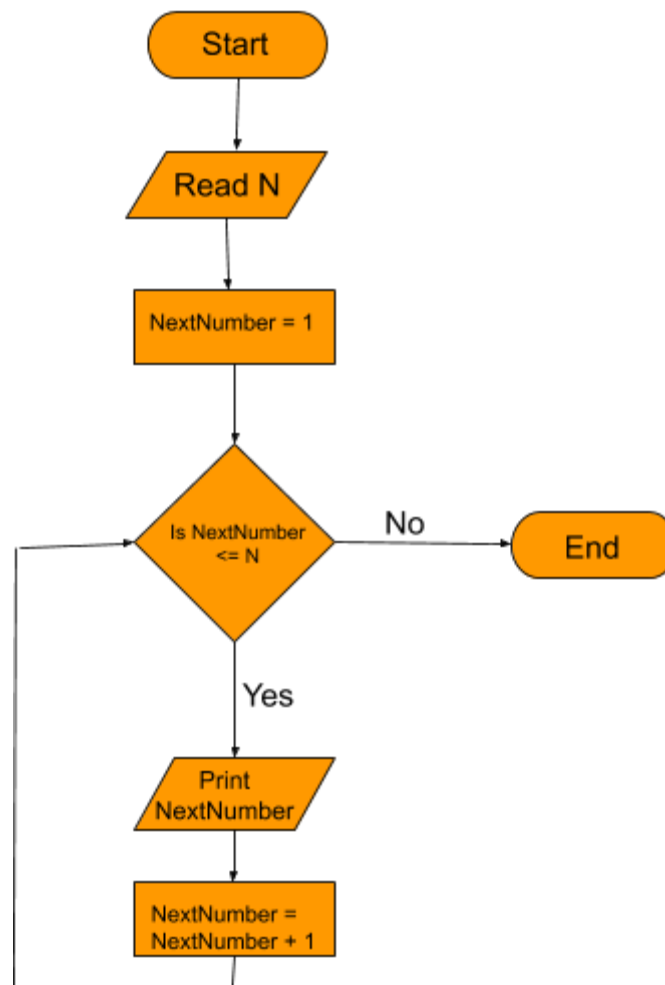 Start
Read N
NextNumber = 1
Is NextNumber
<= N
No
End
Yes
Print
NextNumber
NextNumber =
NextNumber + 1